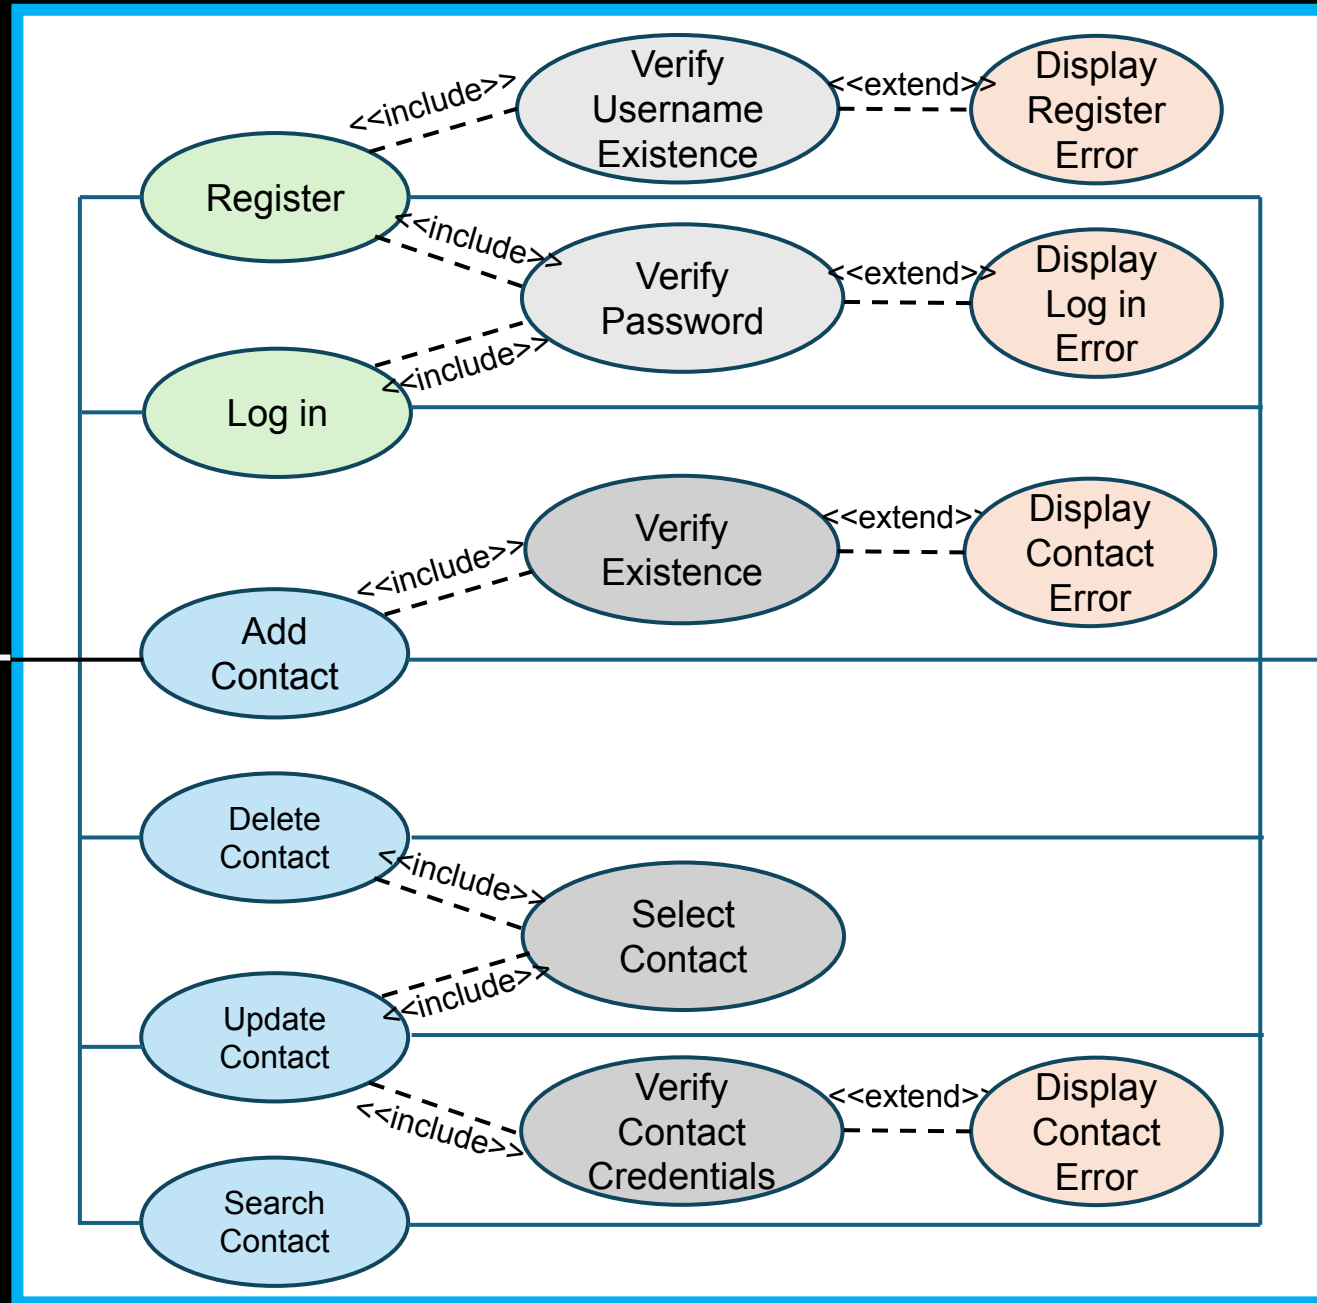 Verify
Username
Existence
<<include>>
<<extend>>
Display
Register
Error
Register
<<include>>
Verify
Password
<<extend>>
Display
Log in
Error
<<include>>
Log in
Verify
Existence
<<extend>>
Display
Contact
Error
<<include>>
Add
Contact
Delete
Contact
<<include>>
Select
Contact
<<include>>
Update
Contact
<<include>>
Verify
Contact
Credentials
<<extend>>
Display
Contact
Error
Search
Contact